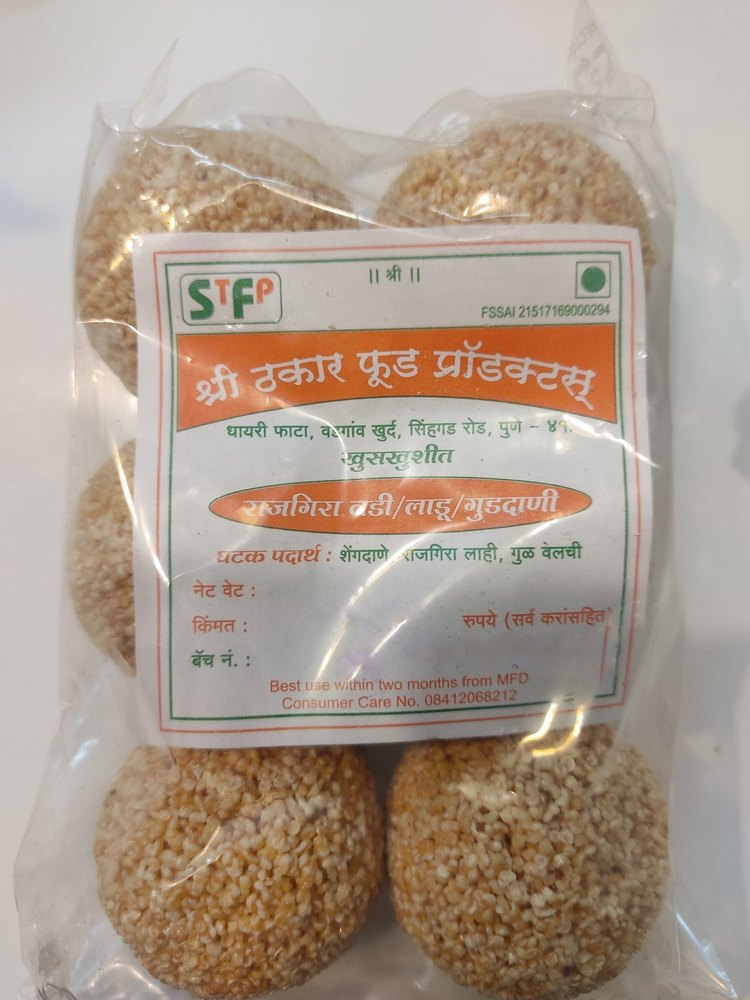 STFP
|| श्री ||
FSSAI 21517169000294
श्री ठकार फूड प्रॉडक्टस्
धायरी फाटा, वडगांव खुर्द, सिंहगड रोड, पुणे – ४१.
खुसखुशीत
राजगिरा वडी/लाडू/गुडदाणी
घटक पदार्थ : शेंगदाणे, राजगिरा लाही, गुळ वेलची
नेट वेट :
किंमत : रुपये (सर्व करांसहित)
बॅच नं. :
Best use within two months from MFD
Consumer Care No. 08412068212